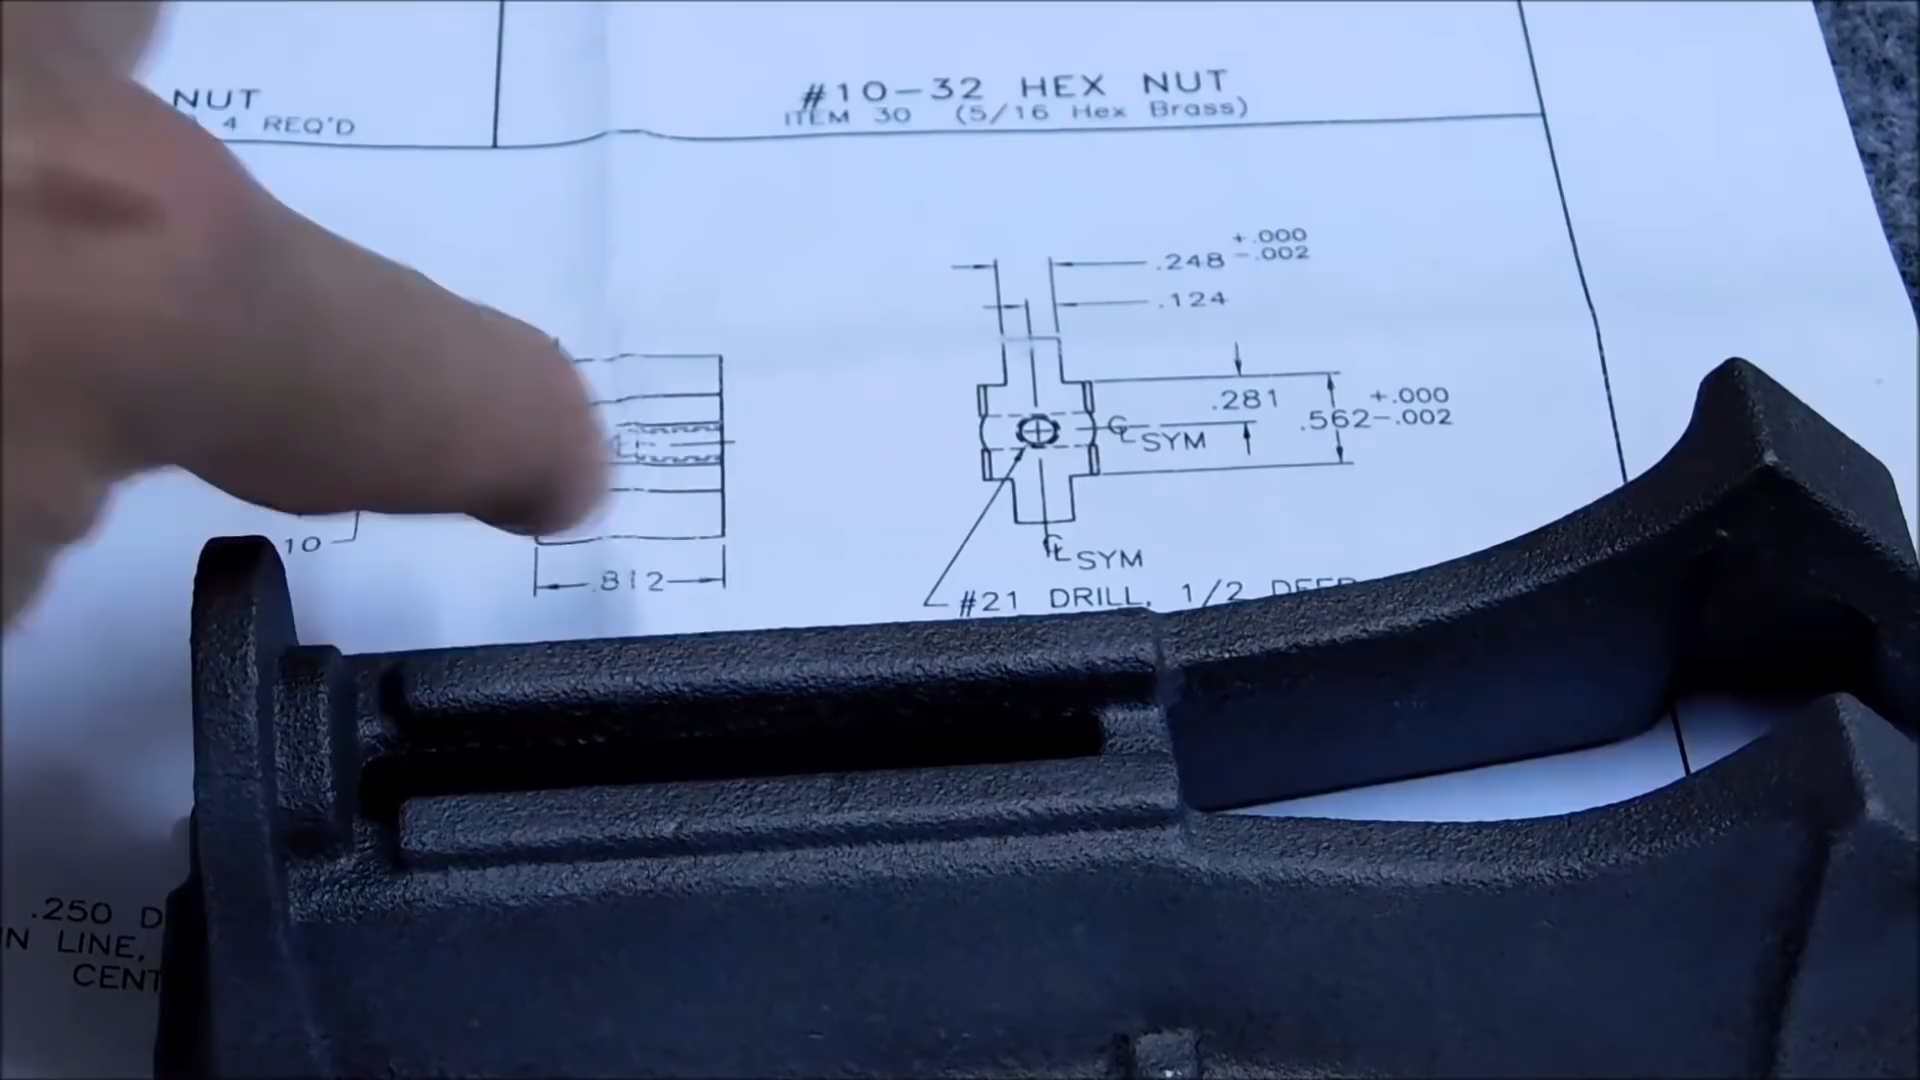 NUT
4 REQ'D
#10-32 HEX NUT
ITEM 30 (5/16 Hex Brass)
+.000
.248 -.002
.124
.281
+.000
.562-.002
℄ SYM
℄ SYM
10
.812
#21 DRILL, 1/2 DEEP
.250 D
N LINE,
CENT